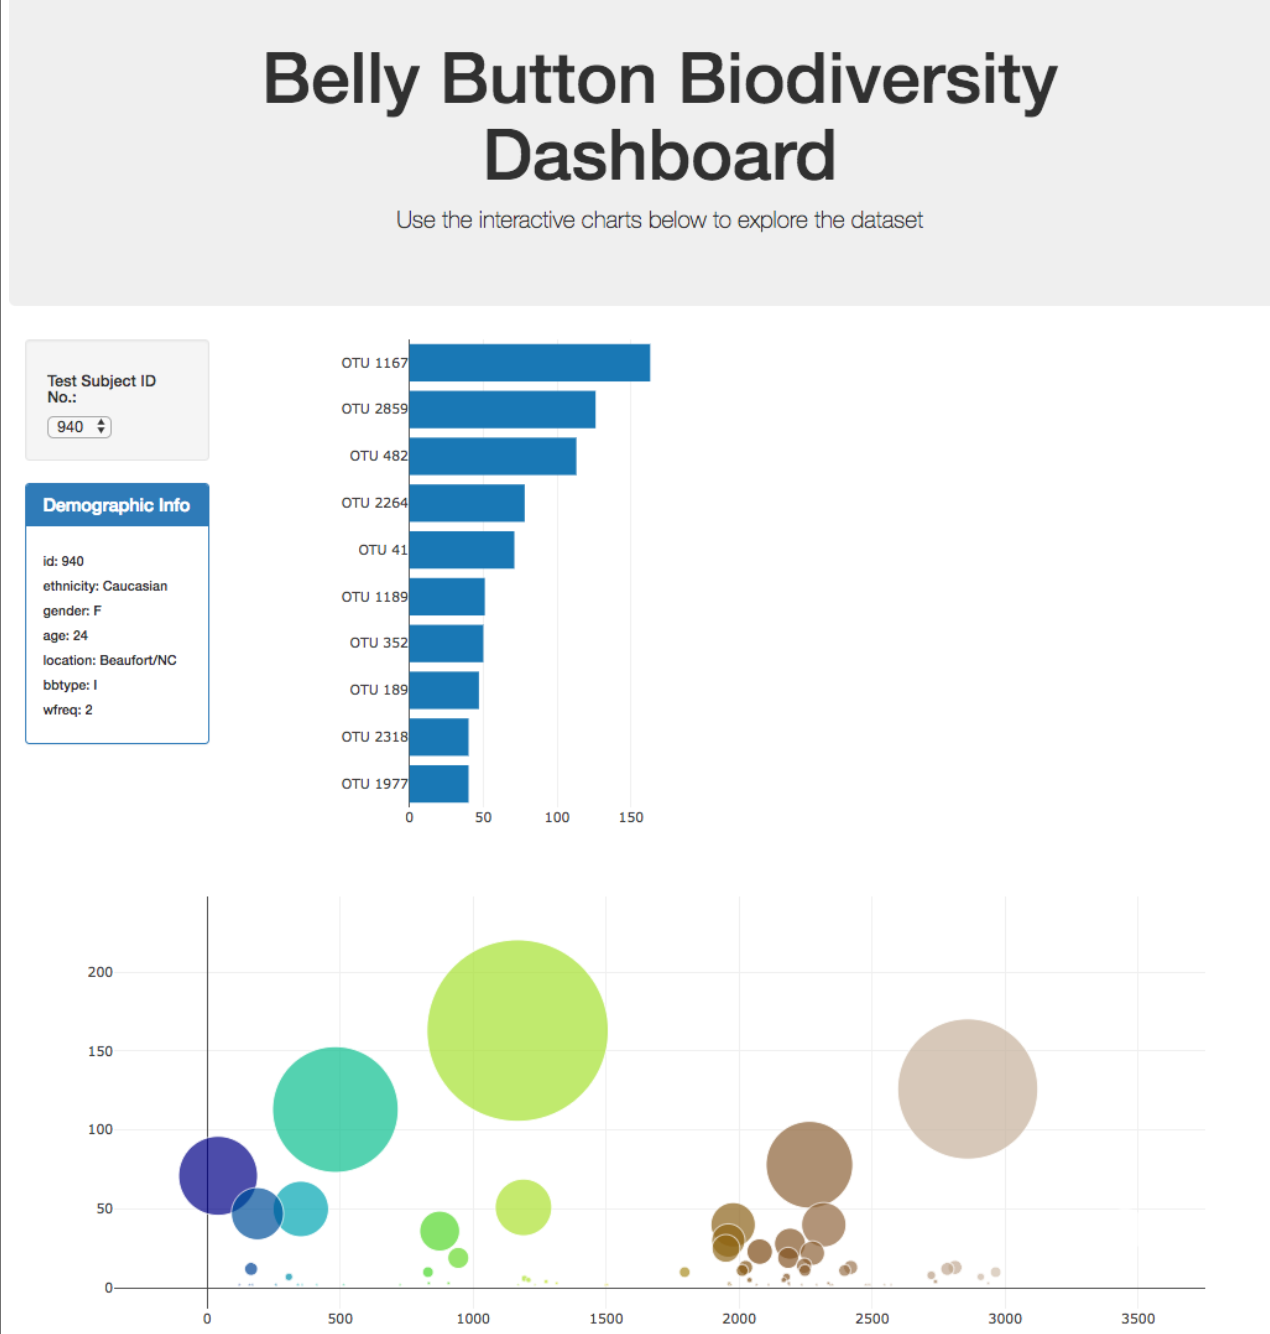 Belly Button Biodiversity
Dashboard
Use the interactive charts below to explore the dataset
Test Subject ID
No.:
940
Demographic Info
id: 940
ethnicity: Caucasian
gender: F
age: 24
location: Beaufort/NC
bbtype: I
wfreq: 2
OTU 1167
OTU 2859
OTU 482
OTU 2264
OTU 41
OTU 1189
OTU 352
OTU 189
OTU 2318
OTU 1977
0 50 100 150
200
150
100
50
0
0 500 1000 1500 2000 2500 3000 3500